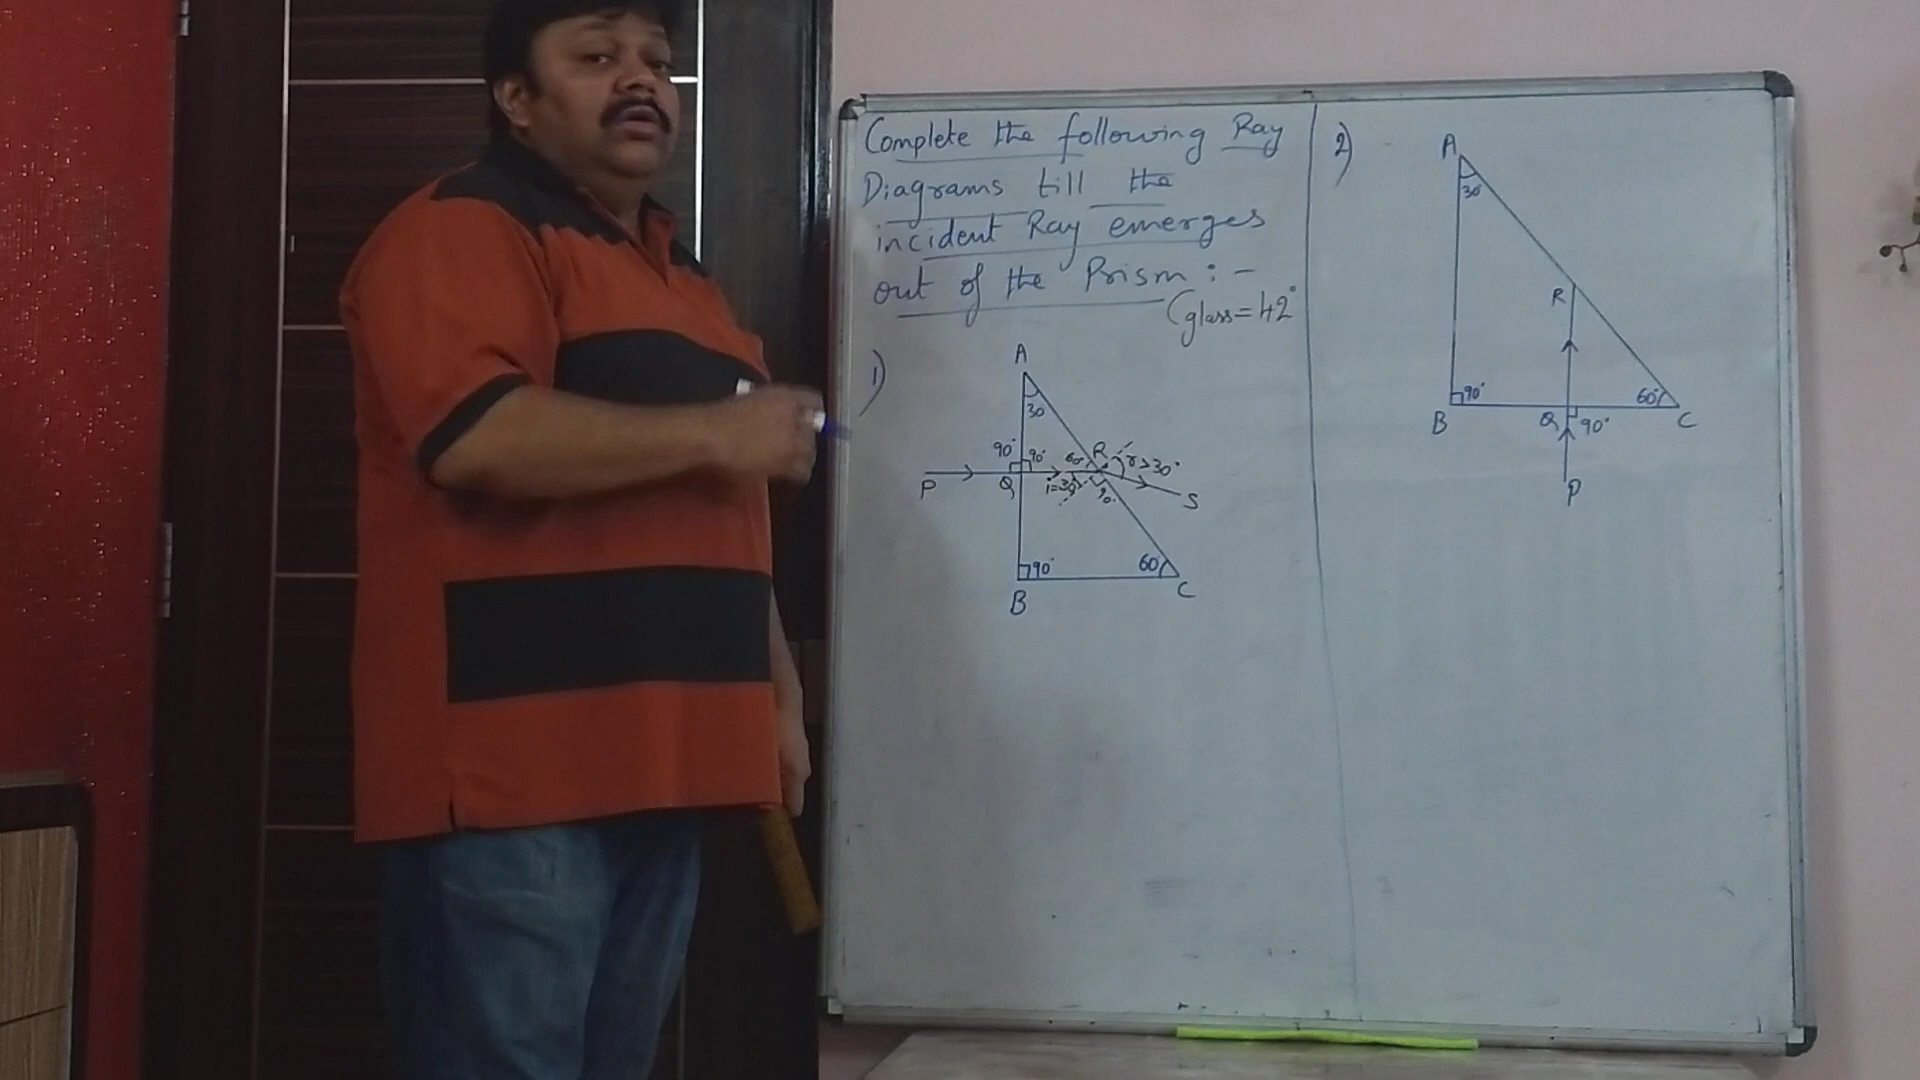 Complete the following Ray
Diagrams till the
incident Ray emerges
out of the Prism : -
Cglass = 42°
1)
A
30
90° 90° 60° R r>30°
P Q i=30° 90° S
90° 60°
B C
2)
A
30°
R
90° 60°
B Q 90° C
P